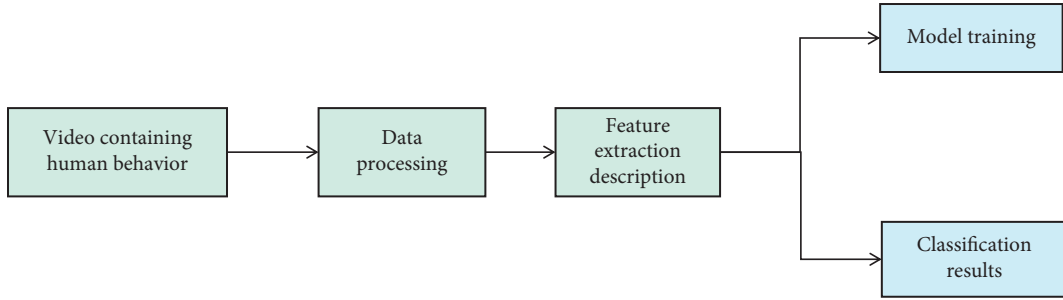 Video containing
human behavior
Data
processing
Feature
extraction
description
Model training
Classification
results